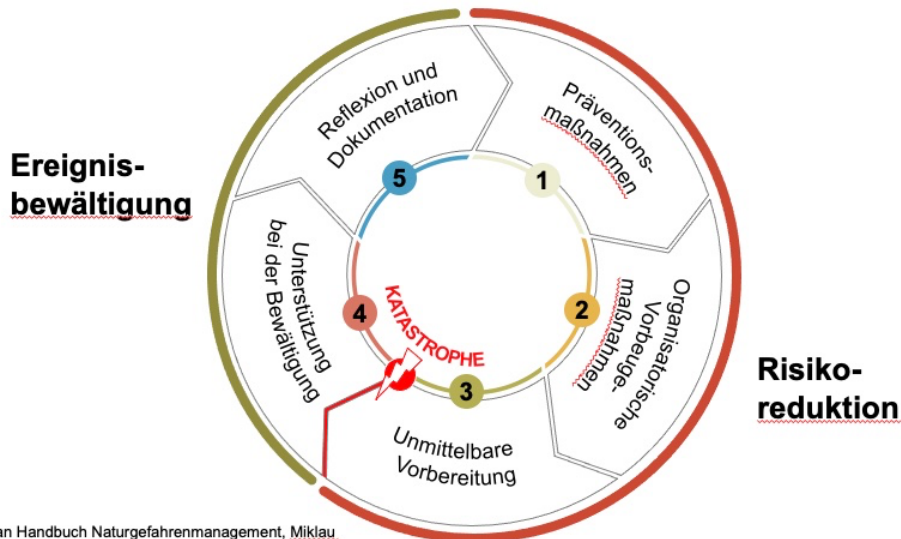 Reflexion und
Dokumentation
Präventions-
maßnahmen
Ereignis-
bewältigung
5
1
Unterstützung
bei der Bewältigung
4
KATASTROPHE
2
Organisatorische
Vorbeuge-
maßnahmen
3
Risiko-
reduktion
Unmittelbare
Vorbereitung
an Handbuch Naturgefahrenmanagement, Miklau